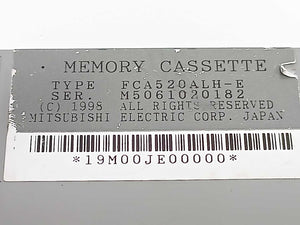 MEMORY CASSETTE
TYPE FCA520ALH-E
SER. M5061020182
(C) 1998 ALL RIGHTS RESERVED
MITSUBISHI ELECTRIC CORP. JAPAN
*19M00JE00000*